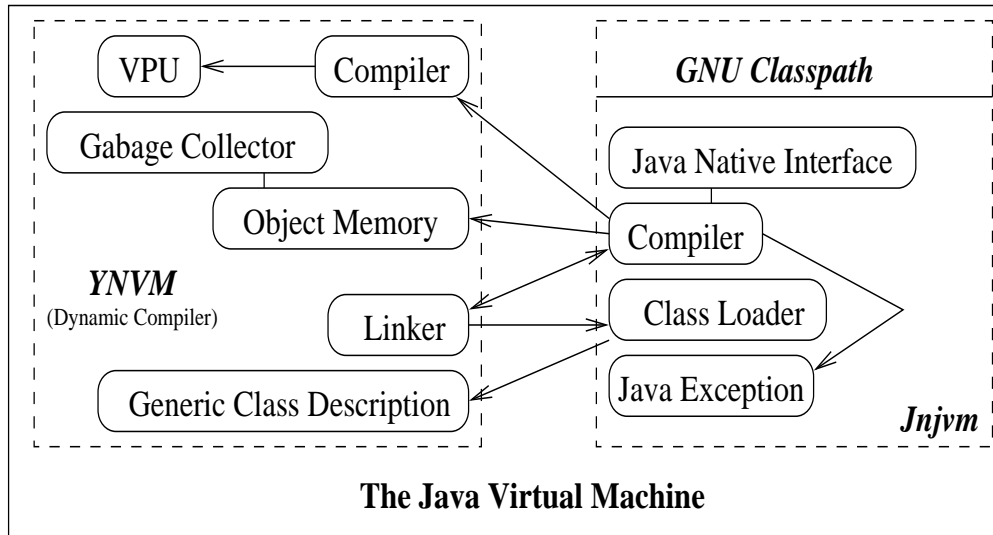 VPU
Compiler
Gabage Collector
Object Memory
YNVM
(Dynamic Compiler)
Linker
Generic Class Description
GNU Classpath
Java Native Interface
Compiler
Class Loader
Java Exception
Jnjvm
The Java Virtual Machine